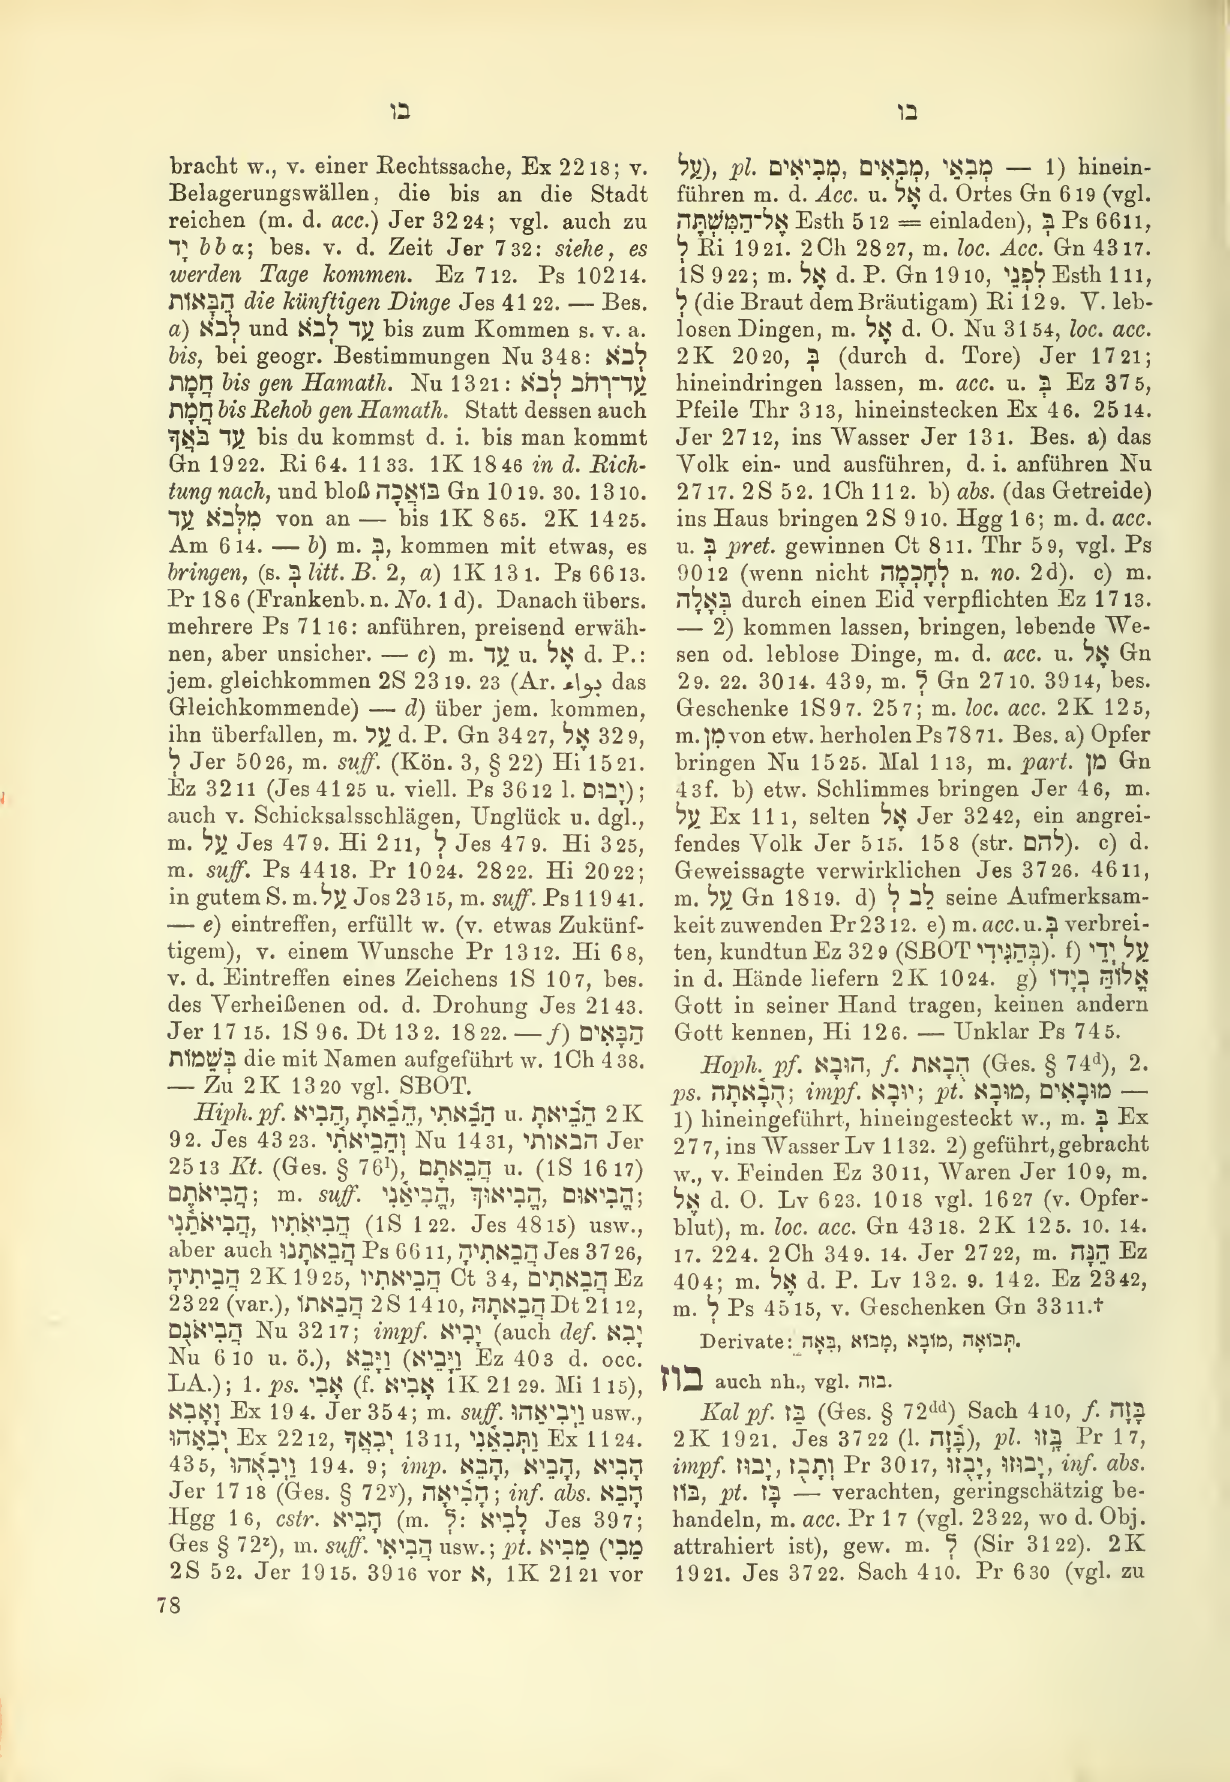 בו
בו
bracht w., v. einer Rechtssache, Ex 22 18; v.
Belagerungswällen, die bis an die Stadt
reichen (m. d. acc.) Jer 32 24; vgl. auch zu
יָד b b α; bes. v. d. Zeit Jer 7 32: siehe, es
werden Tage kommen. Ez 7 12. Ps 102 14.
הַבָּאוֹת die künftigen Dinge Jes 41 22. — Bes.
a) לְבֹא und עַד לְבֹא bis zum Kommen s. v. a.
bis, bei geogr. Bestimmungen Nu 34 8: לְבֹא
חֲמָת bis gen Hamath. Nu 13 21: עַד־רְחֹב לְבֹא
חֲמָת bis Rehob gen Hamath. Statt dessen auch
עַד בֹּאֲךָ bis du kommst d. i. bis man kommt
Gn 19 22. Ri 6 4. 11 33. 1K 18 46 in d. Rich-
tung nach, und bloß בּוֹאֲכָה Gn 10 19. 30. 13 10.
מִלְּבֹא עַד von an — bis 1K 8 65. 2K 14 25.
Am 6 14. — b) m. בְּ, kommen mit etwas, es
bringen, (s. בְּ litt. B. 2, a) 1K 13 1. Ps 66 13.
Pr 18 6 (Frankenb. n. No. 1 d). Danach übers.
mehrere Ps 71 16: anführen, preisend erwäh-
nen, aber unsicher. — c) m. עַד u. אֶל d. P.:
jem. gleichkommen 2S 23 19. 23 (Ar. بواء das
Gleichkommende) — d) über jem. kommen,
ihn überfallen, m. עַל d. P. Gn 34 27, אֶל 32 9,
לְ Jer 50 26, m. suff. (Kön. 3, § 22) Hi 15 21.
Ez 32 11 (Jes 41 25 u. viell. Ps 36 12 l. יְבוּס);
auch v. Schicksalsschlägen, Unglück u. dgl.,
m. עַל Jes 47 9. Hi 2 11, לְ Jes 47 9. Hi 3 25,
m. suff. Ps 44 18. Pr 10 24. 28 22. Hi 20 22;
in gutem S. m. עַל Jos 23 15, m. suff. Ps 119 41.
— e) eintreffen, erfüllt w. (v. etwas Zukünf-
tigem), v. einem Wunsche Pr 13 12. Hi 6 8,
v. d. Eintreffen eines Zeichens 1S 10 7, bes.
des Verheißenen od. d. Drohung Jes 21 43.
Jer 17 15. 1S 9 6. Dt 13 2. 18 22. — f) הַבָּאִים
בְּשֵׁמוֹת die mit Namen aufgeführt w. 1Ch 4 38.
— Zu 2K 13 20 vgl. SBOT.
Hiph. pf. הֵבִיא, הֵבֵאתָ, הֵבֵאתִי u. הֲבִיאתָ 2 K
9 2. Jes 43 23. וַהֲבִיאֹתִי Nu 14 31, הבאותי Jer
25 13 Kt. (Ges. § 76ᶦ), הֲבֵאתֶם u. (1S 16 17)
הֲבִיאֹתֶם; m. suff. הֱבִיאַנִי, הֱבִיאֲךָ, הֱבִיאוּם;
הֲבִיאֹתַנִי, הֲבִיאֹתִיו (1S 1 22. Jes 48 15) usw.,
aber auch הֲבֵאתָנוּ Ps 66 11, הֲבֵאתִיהָ Jes 37 26,
הֲבֵיתִיהָ 2 K 19 25, הֲבֵיאתִיו Ct 3 4, הֲבֵאתִים Ez
23 22 (var.), הֲבֵאתוֹ 2S 14 10, הֲבֵאתָהּ Dt 21 12,
הֲבִיאֹנֻם Nu 32 17; impf. יָבִיא (auch def. יָבִא
Nu 6 10 u. ö.), וַיָּבֵא (וַיָּבֵיא Ez 40 3 d. occ.
LA.); 1. ps. אָבִי (f. אָבִיא 1K 21 29. Mi 1 15),
וָאָבִא Ex 19 4. Jer 35 4; m. suff. וַיְבִיאֵהוּ usw.,
יְבִאֵהוּ Ex 22 12, יְבִאֲךָ 13 11, וַתְּבִאֵנִי Ex 11 24.
43 5, וַיְבִאֵהוּ 19 4. 9; imp. הָבֵא, הָבֵיא, הָבִיא
Jer 17 18 (Ges. § 72ʸ), הָבִיאָה; inf. abs. הָבֵא
Hgg 1 6, cstr. הָבִיא (m. לְ: לָבִיא Jes 39 7;
Ges § 72ᶻ), m. suff. הֲבִיאִי usw.; pt. מֵבִיא (מֵבִי
2S 5 2. Jer 19 15. 39 16 vor א, 1K 21 21 vor
עַל), pl. מְבִיאִים, מְבִאִים, מְבִאֵי — 1) hinein-
führen m. d. Acc. u. אֶל d. Ortes Gn 6 19 (vgl.
אֶל־הַמִּשְׁתֶּה Esth 5 12 = einladen), בְּ Ps 66 11,
לְ Ri 19 21. 2 Ch 28 27, m. loc. Acc. Gn 43 17.
1S 9 22; m. אֶל d. P. Gn 19 10, לִפְנֵי Esth 1 11,
לְ (die Braut dem Bräutigam) Ri 12 9. V. leb-
losen Dingen, m. אֶל d. O. Nu 31 54, loc. acc.
2K 20 20, בְּ (durch d. Tore) Jer 17 21;
hineindringen lassen, m. acc. u. בְּ Ez 37 5,
Pfeile Thr 3 13, hineinstecken Ex 4 6. 25 14.
Jer 27 12, ins Wasser Jer 13 1. Bes. a) das
Volk ein- und ausführen, d. i. anführen Nu
27 17. 2S 5 2. 1Ch 11 2. b) abs. (das Getreide)
ins Haus bringen 2S 9 10. Hgg 1 6; m. d. acc.
u. בְּ pret. gewinnen Ct 8 11. Thr 5 9, vgl. Ps
90 12 (wenn nicht לְחָכְמָה n. no. 2d). c) m.
בְּאָלָה durch einen Eid verpflichten Ez 17 13.
— 2) kommen lassen, bringen, lebende We-
sen od. leblose Dinge, m. d. acc. u. אֶל Gn
2 9. 22. 30 14. 43 9, m. לְ Gn 27 10. 39 14, bes.
Geschenke 1S 9 7. 25 7; m. loc. acc. 2K 12 5,
m. מִן von etw. herholen Ps 78 71. Bes. a) Opfer
bringen Nu 15 25. Mal 1 13, m. part. מִן Gn
4 3 f. b) etw. Schlimmes bringen Jer 4 6, m.
עַל Ex 11 1, selten אֶל Jer 32 42, ein angrei-
fendes Volk Jer 5 15. 15 8 (str. להם). c) d.
Geweissagte verwirklichen Jes 37 26. 46 11,
m. עַל Gn 18 19. d) לֵב לְ seine Aufmerksam-
keit zuwenden Pr 23 12. e) m. acc. u. בְּ verbrei-
ten, kundtun Ez 32 9 (SBOT בְּהַגִּידִי). f) עַל יְדֵי
in d. Hände liefern 2 K 10 24. g) אֱלוֹהַּ בְּיָדוֹ
Gott in seiner Hand tragen, keinen andern
Gott kennen, Hi 12 6. — Unklar Ps 74 5.
Hoph. pf. הוּבָא, f. הֻבָאת (Ges. § 74ᵈ), 2.
ps. הֻבָאתָה; impf. יוּבָא; pt. מוּבָא, מוּבָאִים —
1) hineingeführt, hineingesteckt w., m. בְּ Ex
27 7, ins Wasser Lv 11 32. 2) geführt, gebracht
w., v. Feinden Ez 30 11, Waren Jer 10 9, m.
אֶל d. O. Lv 6 23. 10 18 vgl. 16 27 (v. Opfer-
blut), m. loc. acc. Gn 43 18. 2 K 12 5. 10. 14.
17. 22 4. 2 Ch 34 9. 14. Jer 27 22, m. הֵנָּה Ez
40 4; m. אֶל d. P. Lv 13 2. 9. 14 2. Ez 23 42,
m. לְ Ps 45 15, v. Geschenken Gn 33 11.†
Derivate: תְּבוּאָה, מוֹבָא, מָבוֹא, בִּאָה.
בוז auch nh., vgl. בזה.
Kal pf. בַּז (Ges. § 72ᵈᵈ) Sach 4 10, f. בָּזָה
2 K 19 21. Jes 37 22 (l. בָּזָה), pl. בָּזוּ Pr 1 7,
impf. יָבוּז, וְתָבֻז Pr 30 17, יָבוּזוּ, יָבֻזוּ, inf. abs.
בּוֹז, pt. בָּז — verachten, geringschätzig be-
handeln, m. acc. Pr 1 7 (vgl. 23 22, wo d. Obj.
attrahiert ist), gew. m. לְ (Sir 31 22). 2 K
19 21. Jes 37 22. Sach 4 10. Pr 6 30 (vgl. zu
78